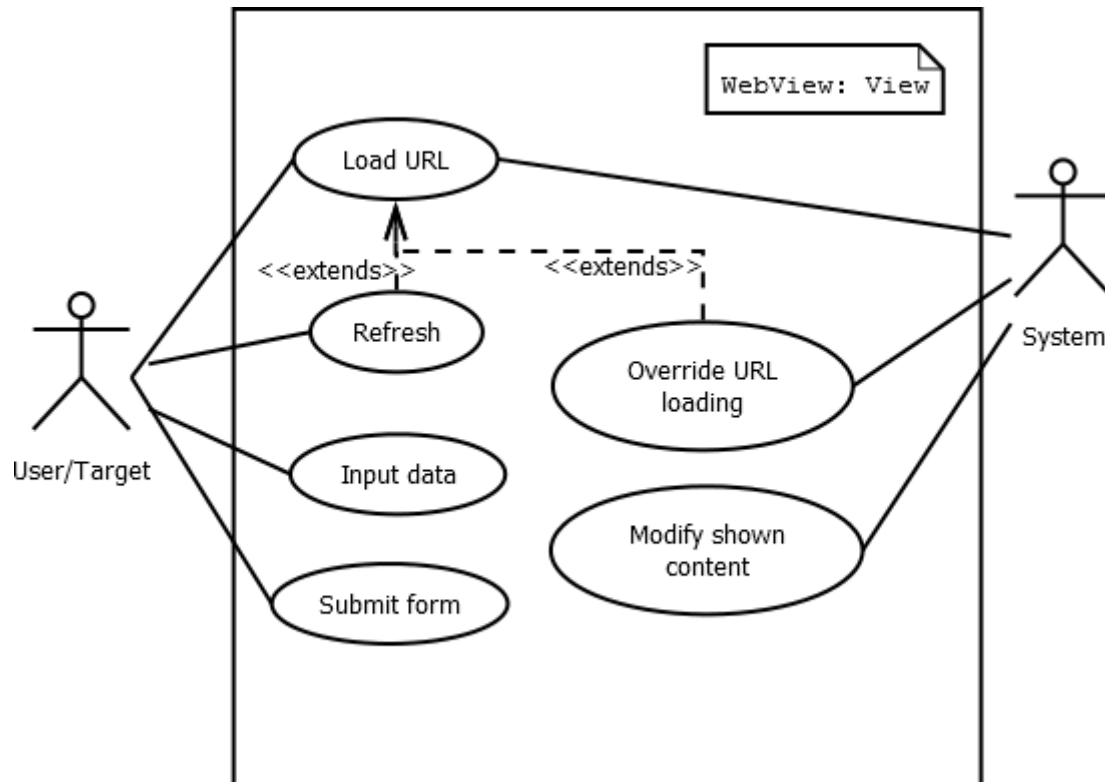 WebView: View
Load URL
<<extends>>
<<extends>>
Refresh
System
Override URL
loading
User/Target
Input data
Modify shown
content
Submit form